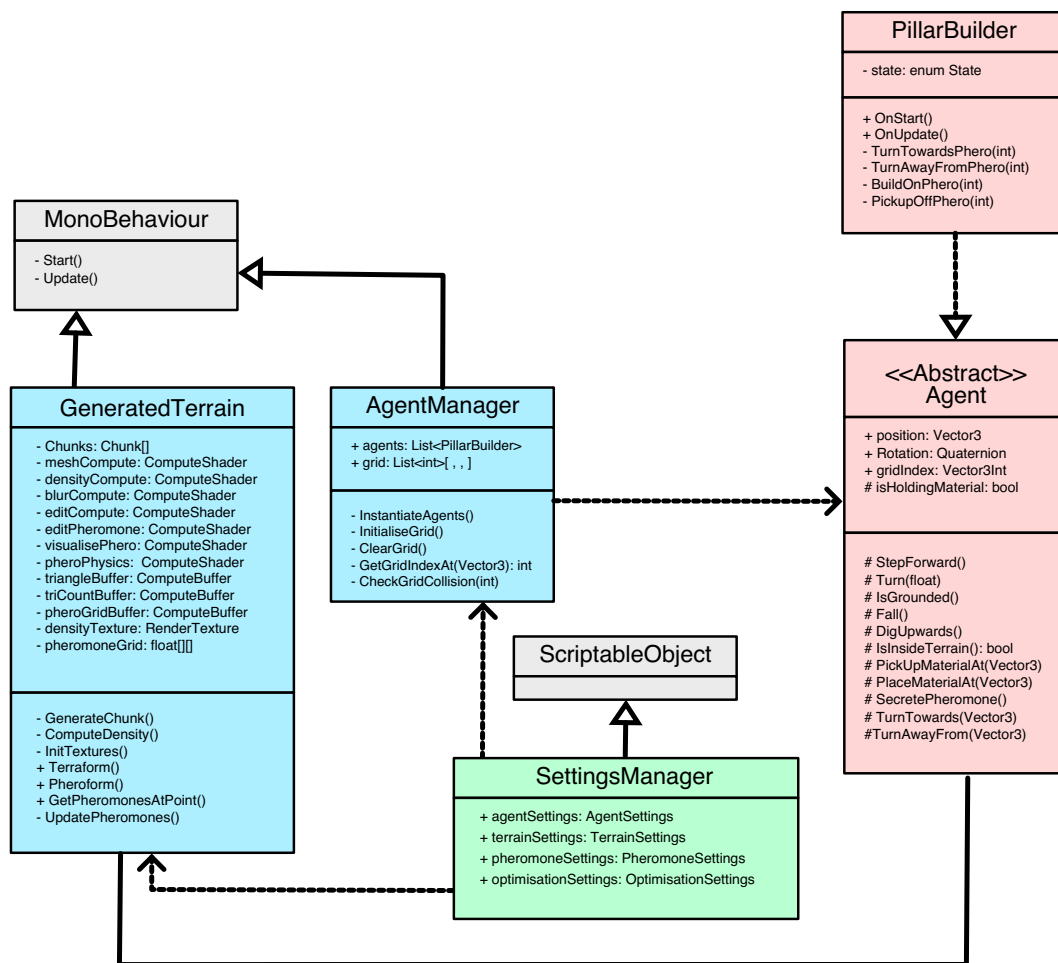 PillarBuilder
- state: enum State
+ OnStart()
+ OnUpdate()
- TurnTowardsPhero(int)
- TurnAwayFromPhero(int)
- BuildOnPhero(int)
- PickupOffPhero(int)
MonoBehaviour
- Start()
- Update()
GeneratedTerrain
- Chunks: Chunk[]
- meshCompute: ComputeShader
- densityCompute: ComputeShader
- blurCompute: ComputeShader
- editCompute: ComputeShader
- editPheromone: ComputeShader
- visualisePhero: ComputeShader
- pheroPhysics:  ComputeShader
- triangleBuffer: ComputeBuffer
- triCountBuffer: ComputeBuffer
- pheroGridBuffer: ComputeBuffer
- densityTexture: RenderTexture
- pheromoneGrid: float[][]
- GenerateChunk()
- ComputeDensity()
- InitTextures()
+ Terraform()
+ Pheroform()
+ GetPheromonesAtPoint()
- UpdatePheromones()
AgentManager
+ agents: List<PillarBuilder>
+ grid: List<int>[ , , ]
- InstantiateAgents()
- InitialiseGrid()
- ClearGrid()
- GetGridIndexAt(Vector3): int
- CheckGridCollision(int)
<<Abstract>>
Agent
+ position: Vector3
+ Rotation: Quaternion
+ gridIndex: Vector3Int
# isHoldingMaterial: bool
# StepForward()
# Turn(float)
# IsGrounded()
# Fall()
# DigUpwards()
# IsInsideTerrain(): bool
# PickUpMaterialAt(Vector3)
# PlaceMaterialAt(Vector3)
# SecretePheromone()
# TurnTowards(Vector3)
#TurnAwayFrom(Vector3)
ScriptableObject
SettingsManager
+ agentSettings: AgentSettings
+ terrainSettings: TerrainSettings
+ pheromoneSettings: PheromoneSettings
+ optimisationSettings: OptimisationSettings